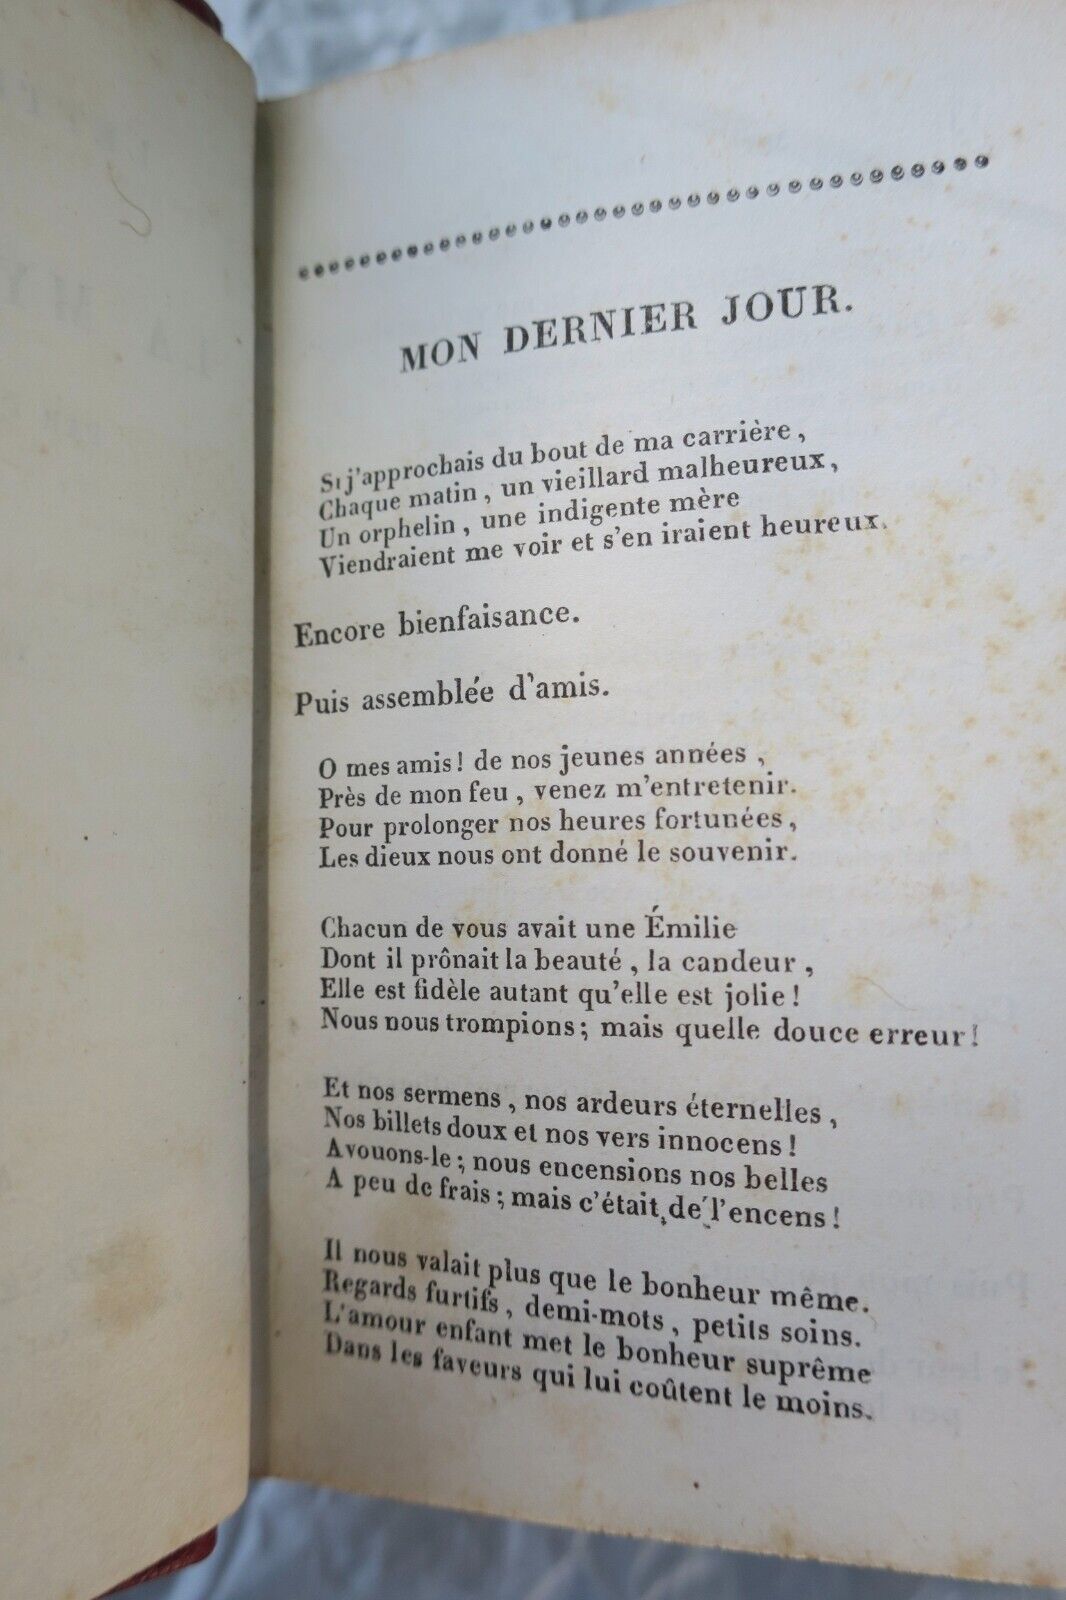 MON DERNIER JOUR.
Si j'approchais du bout de ma carrière,
Chaque matin, un vieillard malheureux,
Un orphelin, une indigente mère
Viendraient me voir et s'en iraient heureux.
Encore bienfaisance.
Puis assemblée d'amis.
O mes amis! de nos jeunes années,
Près de mon feu, venez m'entretenir.
Pour prolonger nos heures fortunées,
Les dieux nous ont donné le souvenir.
Chacun de vous avait une Émilie
Dont il prônait la beauté, la candeur,
Elle est fidèle autant qu'elle est jolie!
Nous nous trompions; mais quelle douce erreur!
Et nos sermens, nos ardeurs éternelles,
Nos billets doux et nos vers innocens!
Avouons-le; nous encensions nos belles
A peu de frais; mais c'était de l'encens!
Il nous valait plus que le bonheur même.
Regards furtifs, demi-mots, petits soins.
L'amour enfant met le bonheur suprême
Dans les faveurs qui lui coûtent le moins.